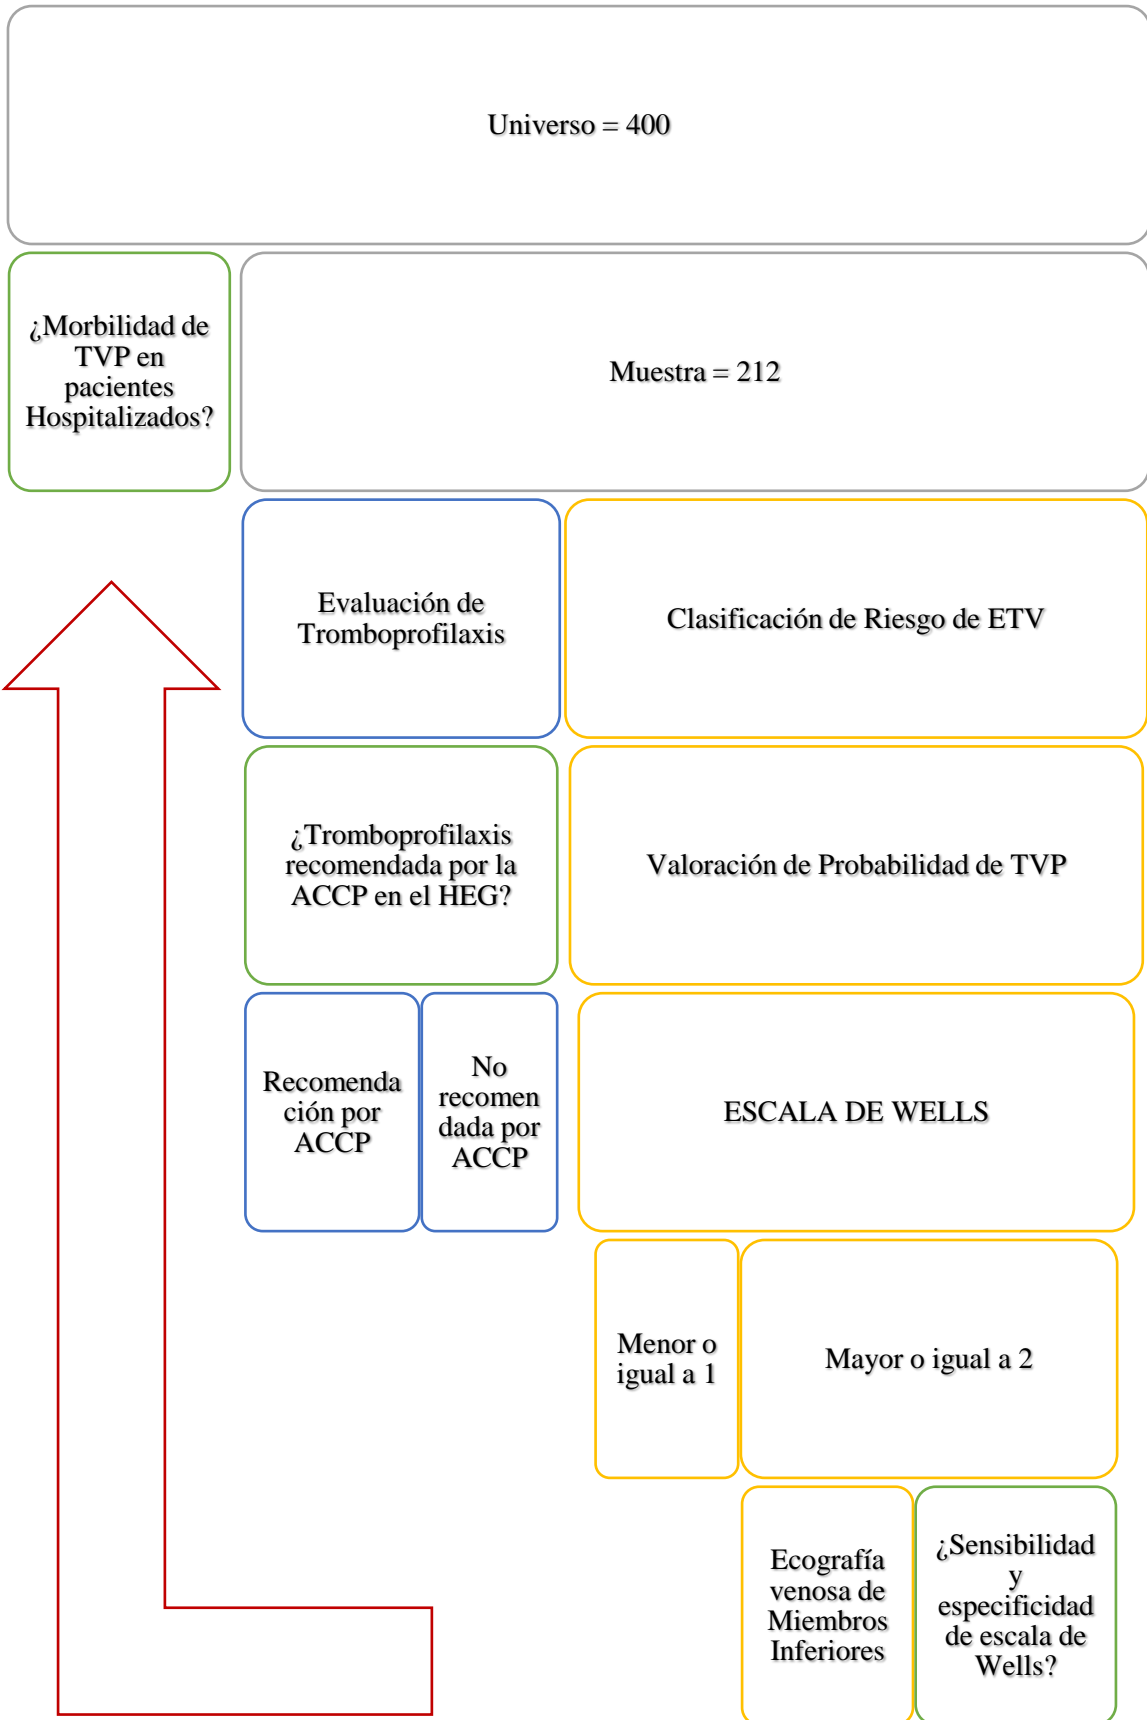 Universo = 400
¿Morbilidad de
TVP en
pacientes
Hospitalizados?
Muestra = 212
Evaluación de
Tromboprofilaxis
Clasificación de Riesgo de ETV
¿Tromboprofilaxis
recomendada por la
ACCP en el HEG?
Valoración de Probabilidad de TVP
Recomenda
ción por
ACCP
No
recomen
dada por
ACCP
ESCALA DE WELLS
Menor o
igual a 1
Mayor o igual a 2
Ecografía
venosa de
Miembros
Inferiores
¿Sensibilidad
y
especificidad
de escala de
Wells?